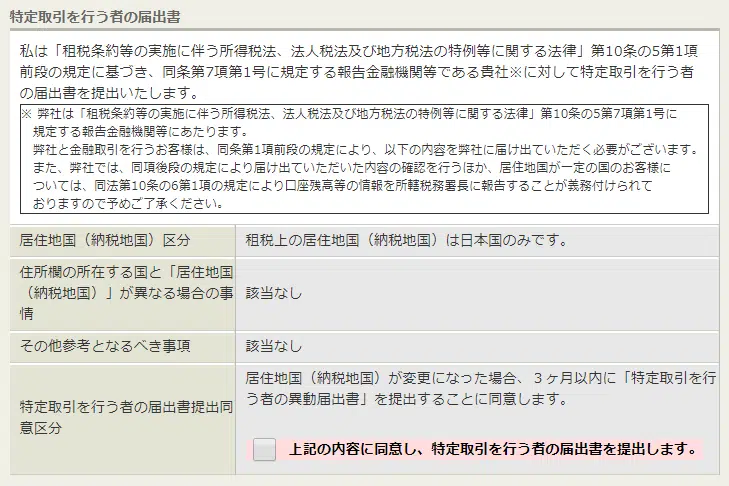 特定取引を行う者の届出書
私は「租税条約等の実施に伴う所得税法、法人税法及び地方税法の特例等に関する法律」第10条の5第1項
前段の規定に基づき、同条第7項第1号に規定する報告金融機関等である貴社※に対して特定取引を行う者
の届出書を提出いたします。
※ 弊社は「租税条約等の実施に伴う所得税法、法人税法及び地方税法の特例等に関する法律」第10条の5第7項第1号に
規定する報告金融機関等にあたります。
弊社と金融取引を行うお客様は、同条第1項前段の規定により、以下の内容を弊社に届け出ていただく必要がございます。
また、弊社では、同項後段の規定により届け出ていただいた内容の確認を行うほか、居住地国が一定の国のお客様に
ついては、同法第10条の6第1項の規定により口座残高等の情報を所轄税務署長に報告することが義務付けられて
おりますので予めご了承ください。
居住地国（納税地国）区分
租税上の居住地国（納税地国）は日本国のみです。
住所欄の所在する国と「居住地国
（納税地国）」が異なる場合の事
情
該当なし
その他参考となるべき事項
該当なし
特定取引を行う者の届出書提出同
意区分
居住地国（納税地国）が変更になった場合、３ヶ月以内に「特定取引を行
う者の異動届出書」を提出することに同意します。
上記の内容に同意し、特定取引を行う者の届出書を提出します。